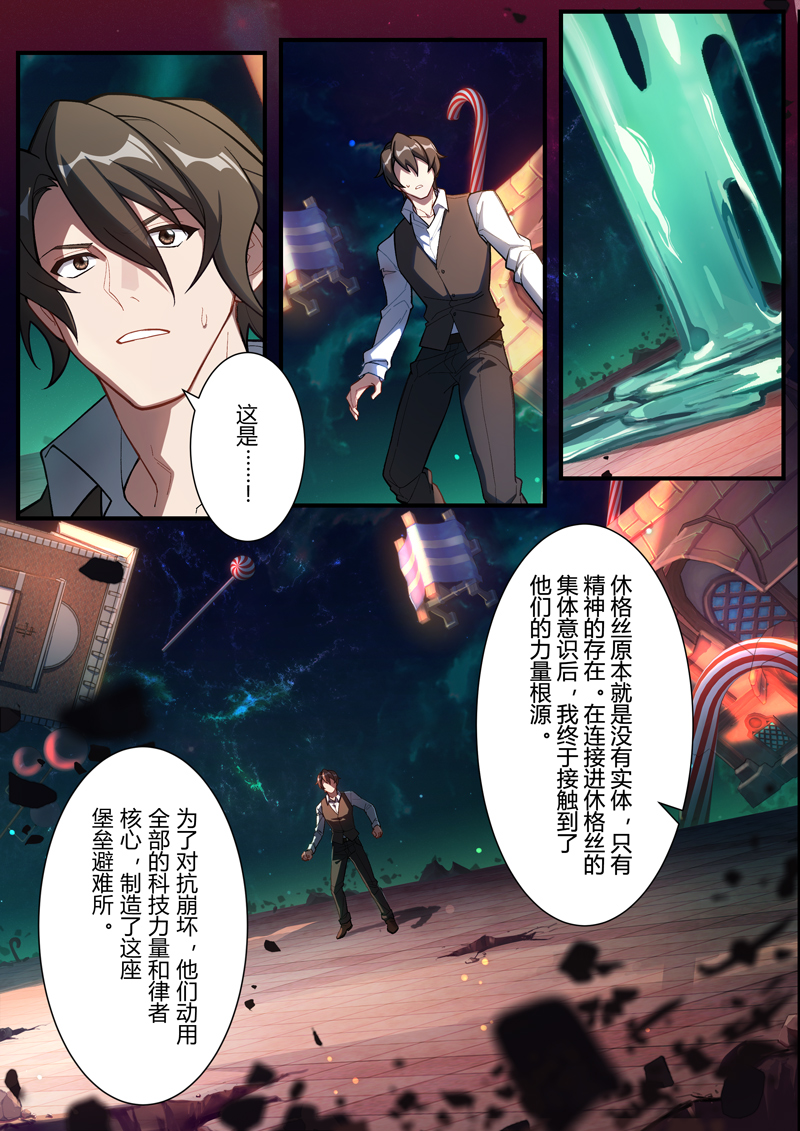 这是……！
休格丝原本就是没有实体，只有
精神的存在。在连接进休格丝的
集体意识后，我终于接触到了
他们的力量根源。
为了对抗崩坏，他们动用
全部的科技力量和律者
核心，制造了这座
堡垒避难所。